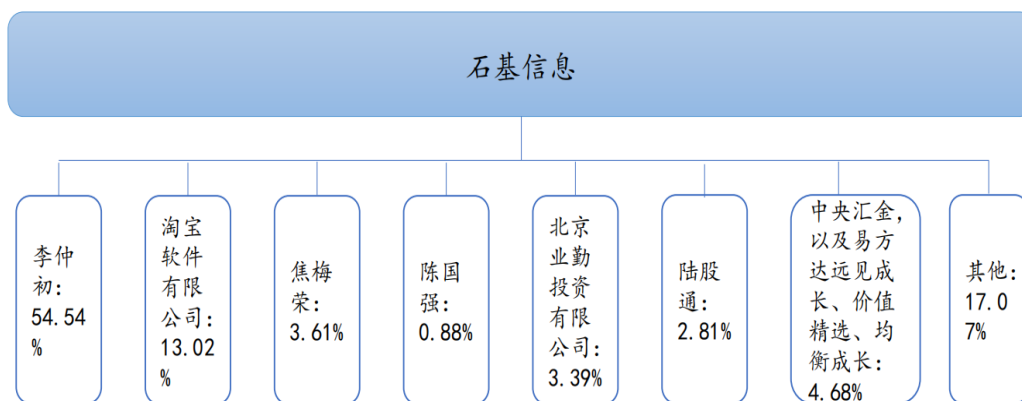 石基信息
李仲
初：
54.54
%
淘宝
软件有
有限
公司：
13.02
%
焦梅
荣：
3.61%
陈国
强：
0.88%
北京
业勤
投资
有限
公司：
3.39%
陆股
通：
2.81%
中央汇金，
以及易方
达远见成
长、价值
精选、均
衡成长：
4.68%
其他：
17.0
7%